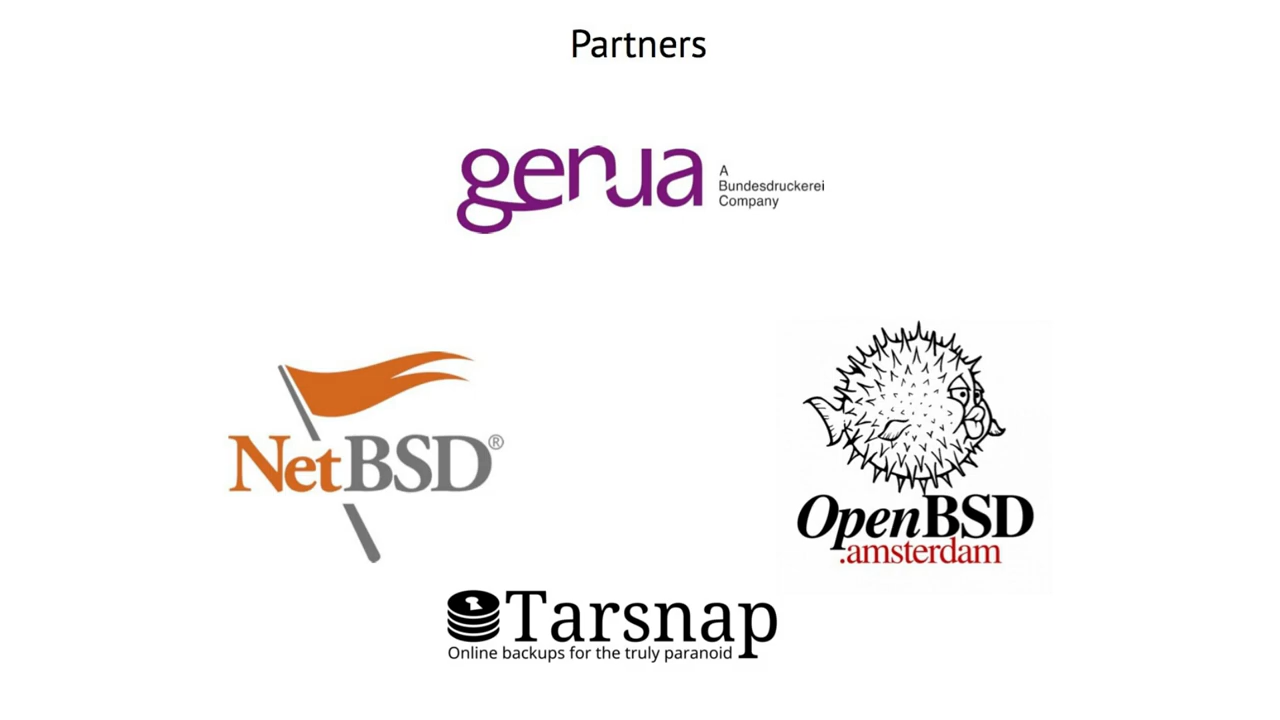 Partners
genua
A
Bundesdruckerei
Company
NetBSD®
OpenBSD
.amsterdam
Tarsnap
Online backups for the truly paranoid